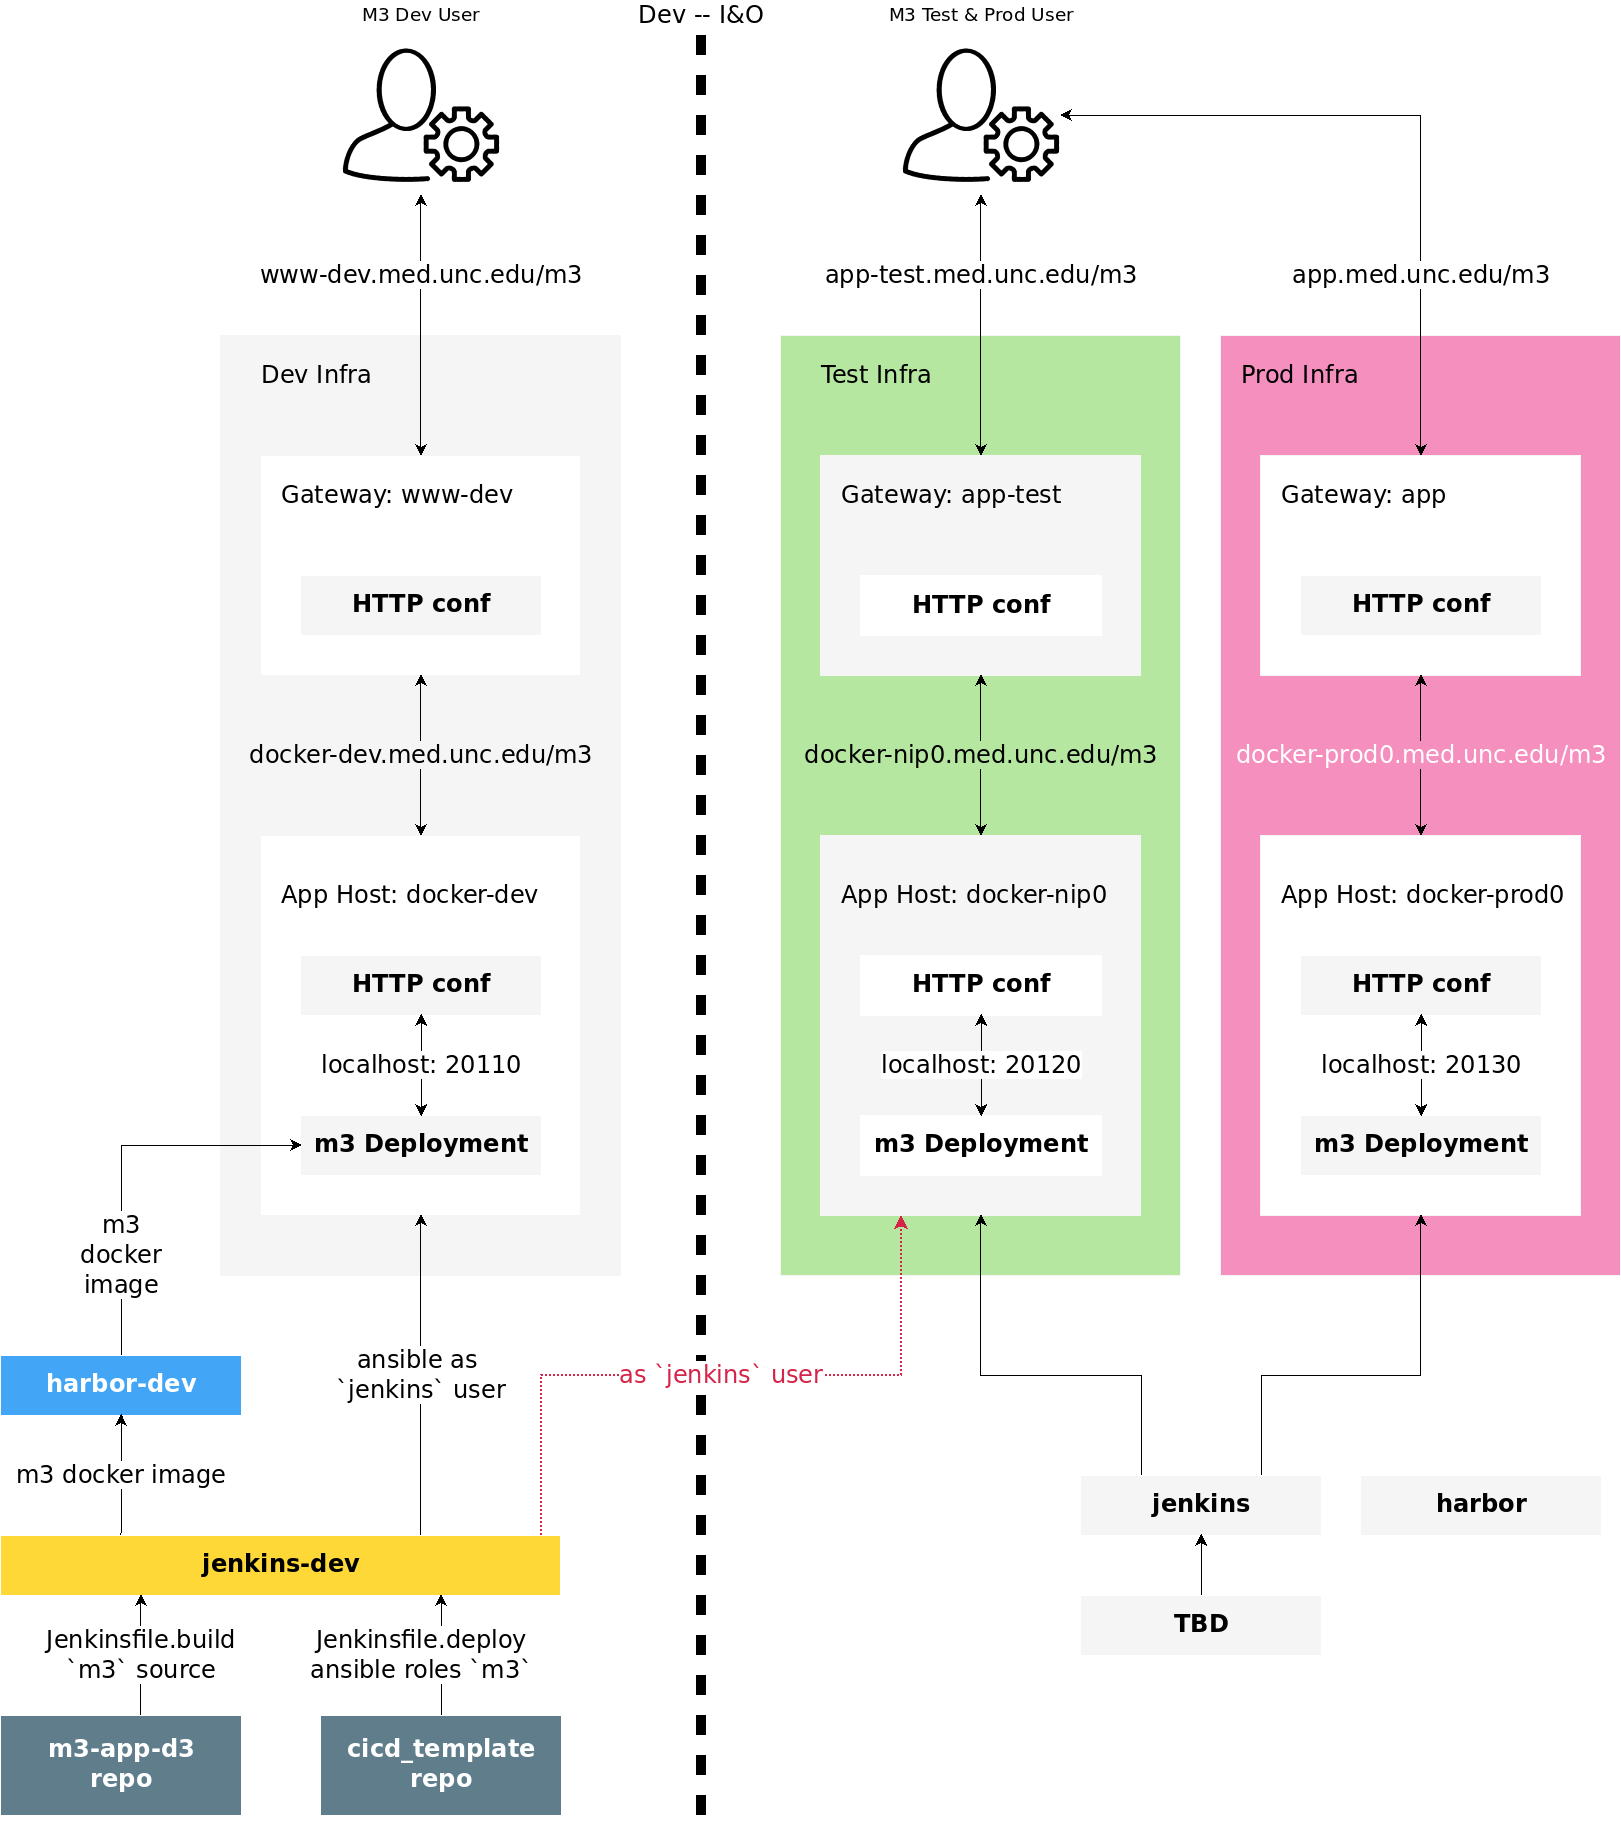 M3 Dev User
Dev -- I&O
M3 Test & Prod User
www-dev.med.unc.edu/m3
app-test.med.unc.edu/m3
app.med.unc.edu/m3
Dev Infra
Test Infra
Prod Infra
Gateway: www-dev
Gateway: app-test
Gateway: app
HTTP conf
HTTP conf
HTTP conf
docker-dev.med.unc.edu/m3
docker-nip0.med.unc.edu/m3
docker-prod0.med.unc.edu/m3
App Host: docker-dev
App Host: docker-nip0
App Host: docker-prod0
HTTP conf
HTTP conf
HTTP conf
localhost: 20110
localhost: 20120
localhost: 20130
m3 Deployment
m3 Deployment
m3 Deployment
m3
docker
image
harbor-dev
ansible as
`jenkins` user
as `jenkins` user
m3 docker image
jenkins
harbor
jenkins-dev
TBD
Jenkinsfile.build
`m3` source
Jenkinsfile.deploy
ansible roles `m3`
m3-app-d3
repo
cicd_template
repo